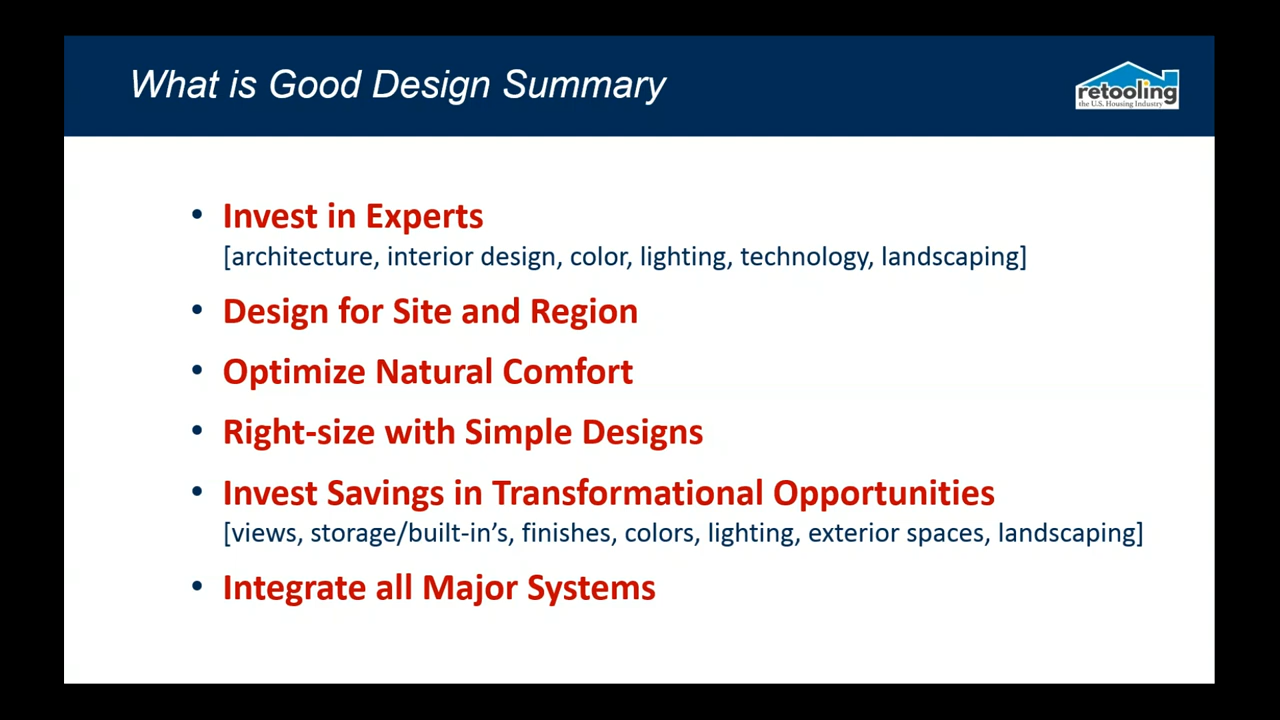 What is Good Design Summary
retooling
the U.S. Housing Industry
• Invest in Experts
[architecture, interior design, color, lighting, technology, landscaping]
• Design for Site and Region
• Optimize Natural Comfort
• Right-size with Simple Designs
• Invest Savings in Transformational Opportunities
[views, storage/built-in’s, finishes, colors, lighting, exterior spaces, landscaping]
• Integrate all Major Systems